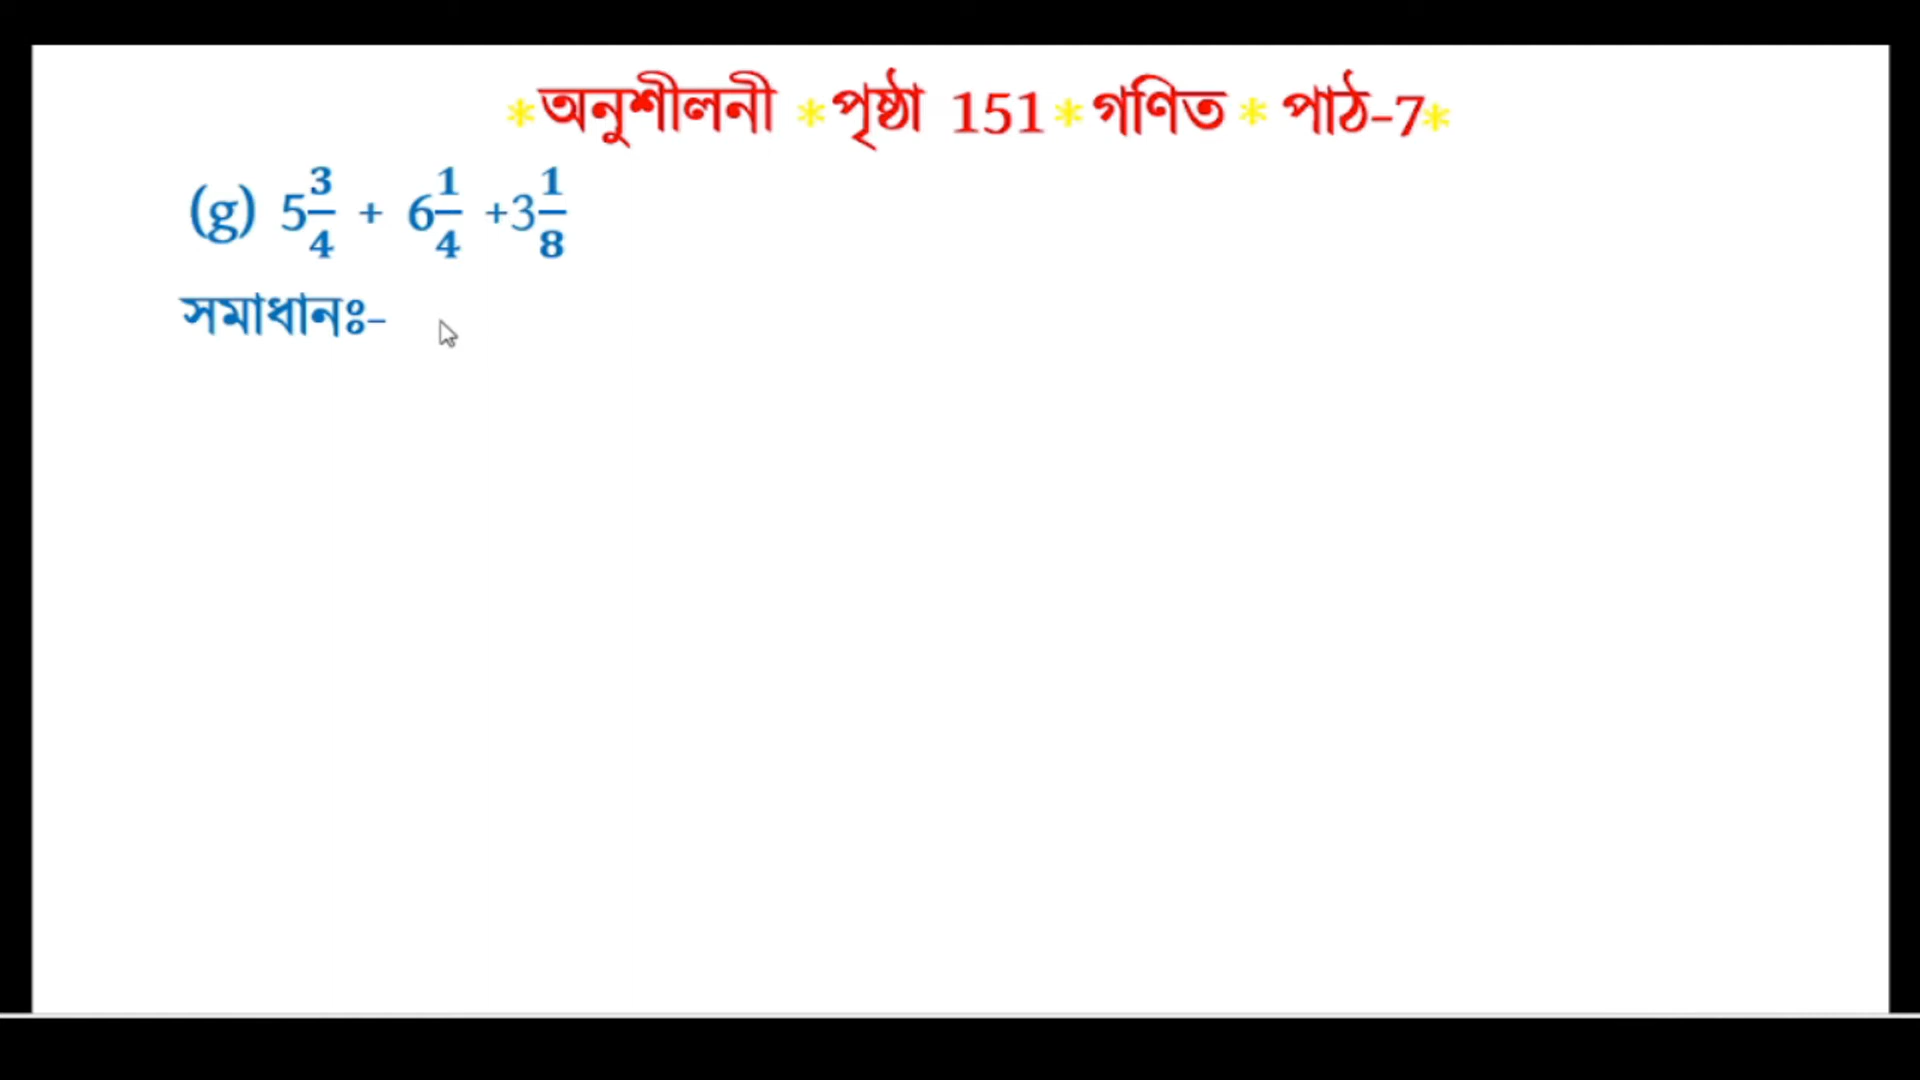 *অনুশীলনী *পৃষ্ঠা 151 * গণিত * পাঠ-7*
(g) 5 3/4 + 6 1/4 +3 1/8
সমাধানঃ-